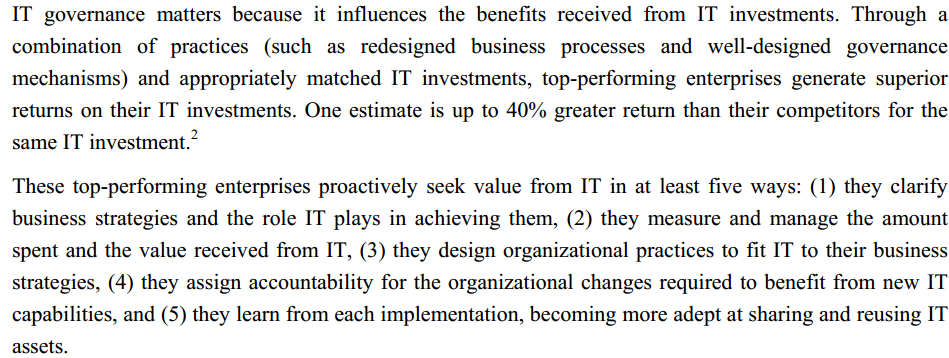 IT governance matters because it influences the benefits received from IT investments. Through a
combination of practices (such as redesigned business processes and well-designed governance
mechanisms) and appropriately matched IT investments, top-performing enterprises generate superior
returns on their IT investments. One estimate is up to 40% greater return than their competitors for the
same IT investment.²
These top-performing enterprises proactively seek value from IT in at least five ways: (1) they clarify
business strategies and the role IT plays in achieving them, (2) they measure and manage the amount
spent and the value received from IT, (3) they design organizational practices to fit IT to their business
strategies, (4) they assign accountability for the organizational changes required to benefit from new IT
capabilities, and (5) they learn from each implementation, becoming more adept at sharing and reusing IT
assets.